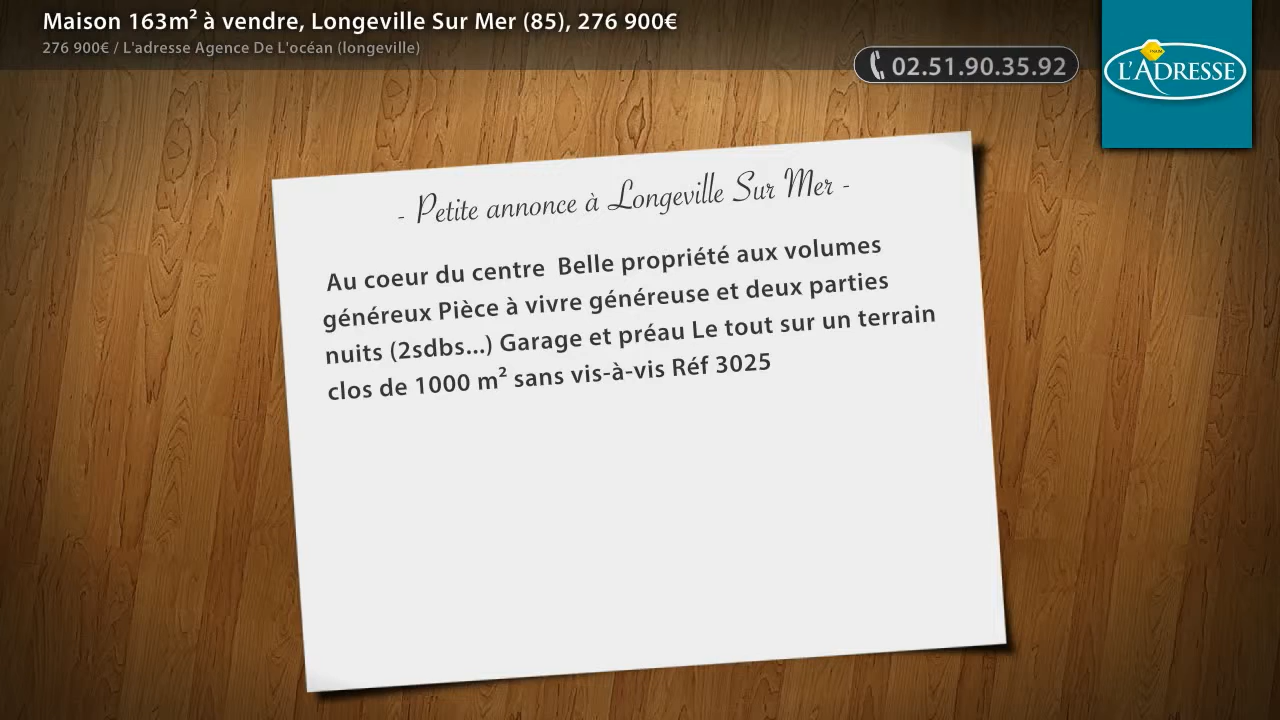 Maison 163m² à vendre, Longeville Sur Mer (85), 276 900€
276 900€ / L'adresse Agence De L'océan (longeville)
02.51.90.35.92
L'ADRESSE
- Petite annonce à Longeville Sur Mer -
Au coeur du centre  Belle propriété aux volumes
généreux Pièce à vivre généreuse et deux parties
nuits (2sdbs...) Garage et préau Le tout sur un terrain
clos de 1000 m² sans vis-à-vis Réf 3025